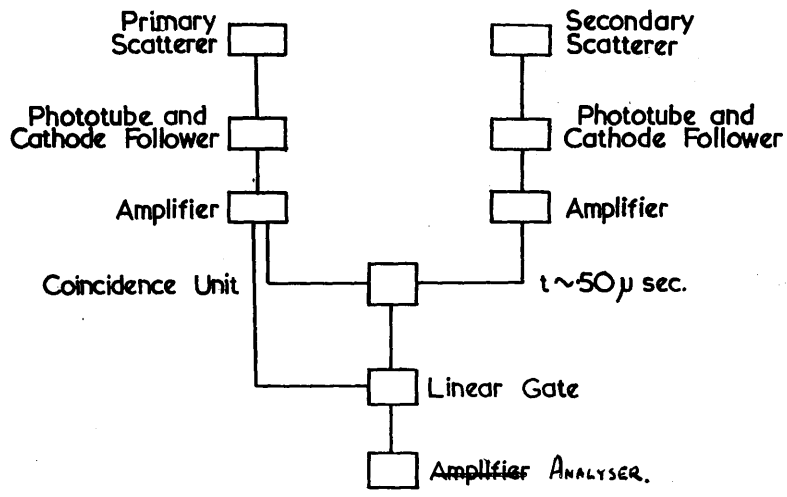 Primary
Scatterer
Secondary
Scatterer
Phototube and
Cathode Follower
Phototube and
Cathode Follower
Amplifier
Amplifier
Coincidence Unit
t~50μ sec.
Linear Gate
Amplifier ANALYSER.